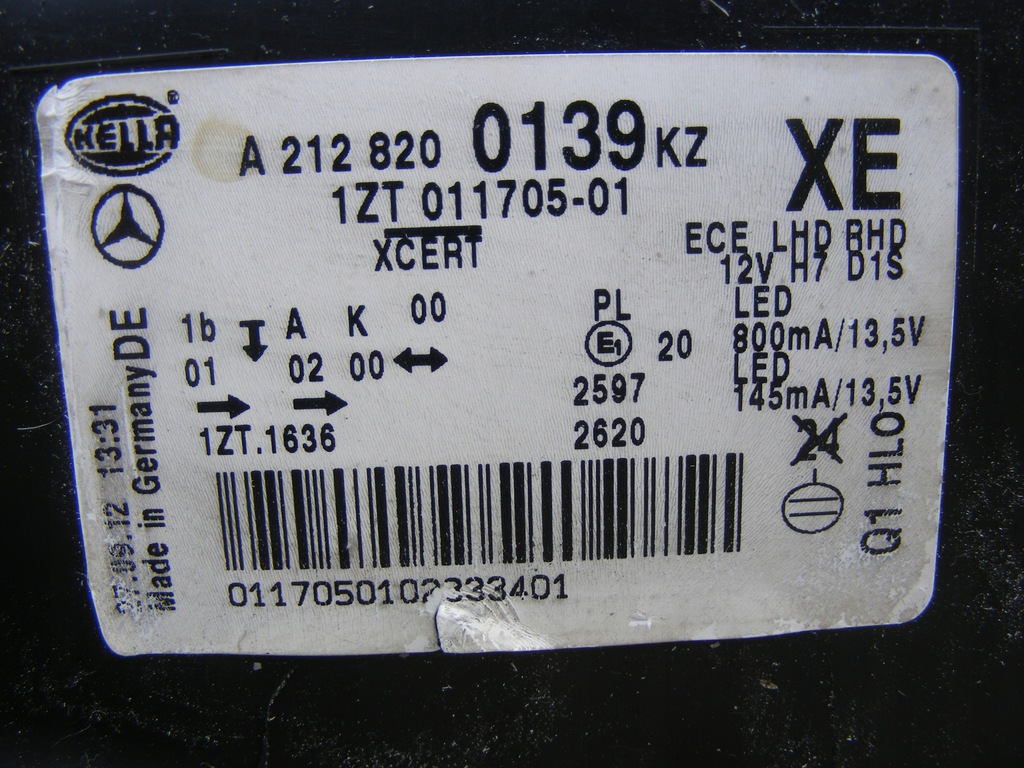 HELLA ®
A 212 820 0139 KZ
XE
1ZT 011705-01
XCERT
ECE LHD RHD
12V H7 D1S
LED
800mA/13,5V
LED
145mA/13,5V
1b A K 00
01 02 00
PL
E1 20
2597
2620
1ZT.1636
24
Q1 HLO
13:31
Made in Germany DE
0117050102333401